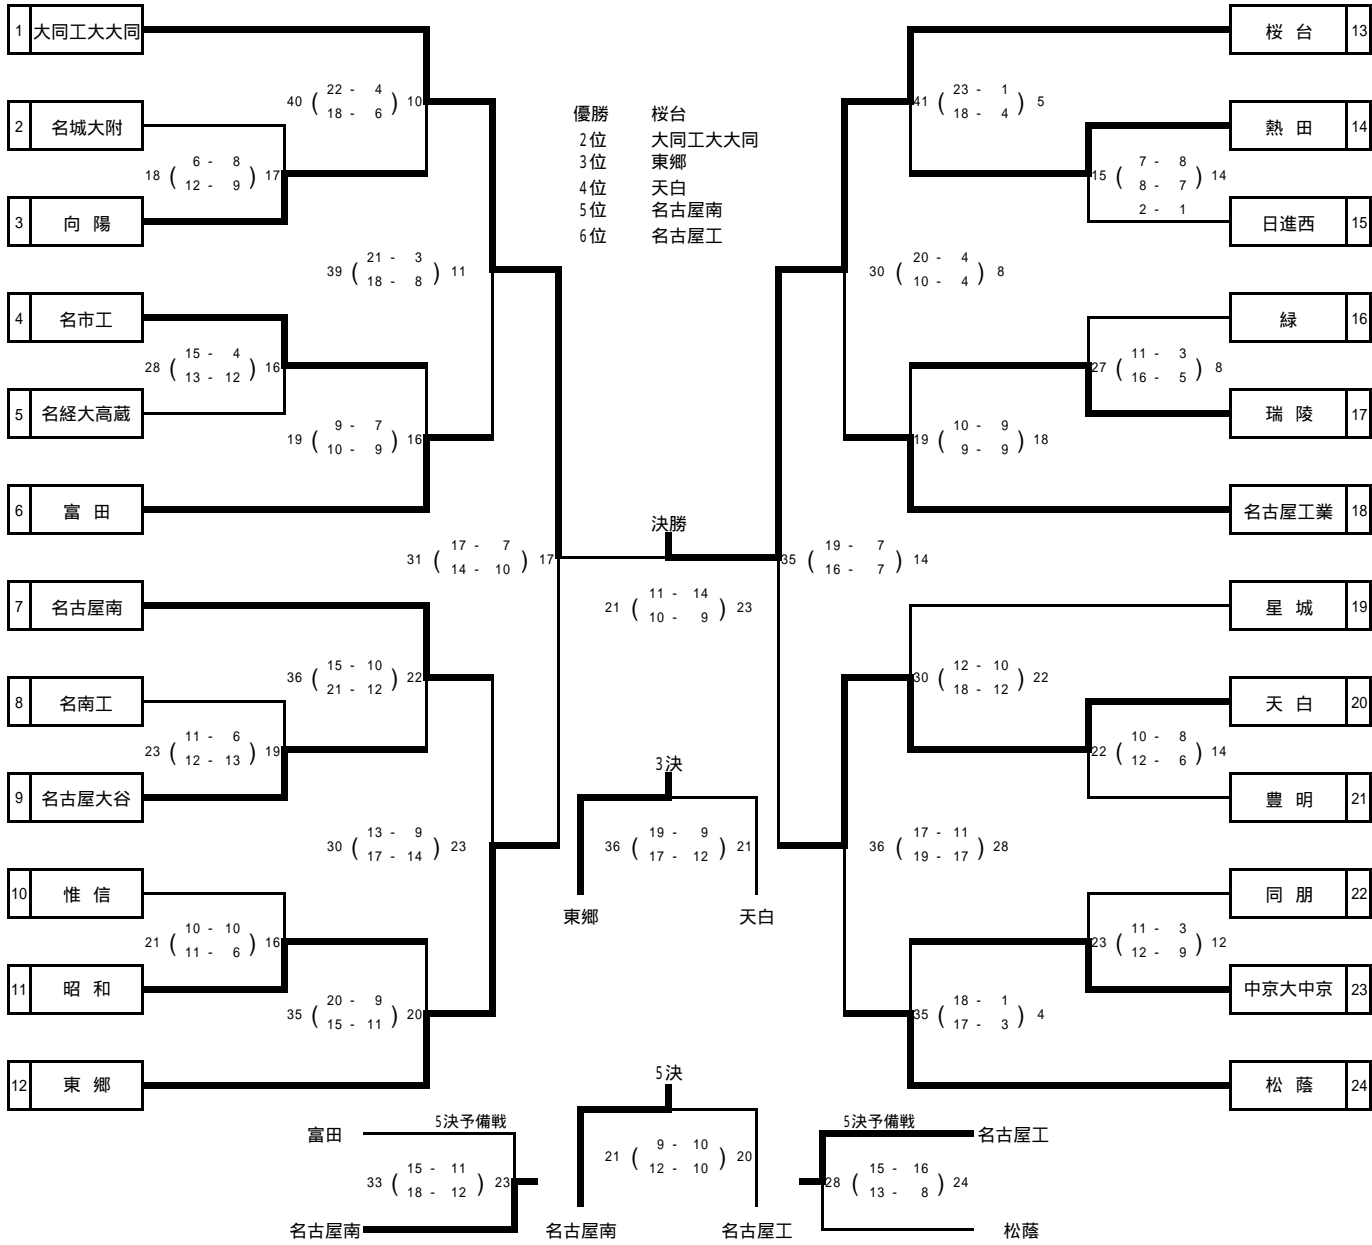 1 大同工大大同
40 ( 22 - 4 18 - 6 ) 10
2 名城大附
18 ( 6 - 8 12 - 9 ) 17
3 向 陽
39 ( 21 - 3 18 - 8 ) 11
4 名市工
28 ( 15 - 4 13 - 12 ) 16
5 名経大高蔵
19 ( 9 - 7 10 - 9 ) 16
6 富 田
31 ( 17 - 7 14 - 10 ) 17
7 名古屋南
36 ( 15 - 10 21 - 12 ) 22
8 名南工
23 ( 11 - 6 12 - 13 ) 19
9 名古屋大谷
30 ( 13 - 9 17 - 14 ) 23
10 惟 信
21 ( 10 - 10 11 - 6 ) 16
11 昭 和
35 ( 20 - 9 15 - 11 ) 20
12 東 郷
優勝 桜台
2位 大同工大大同
3位 東郷
4位 天白
5位 名古屋南
6位 名古屋工
決勝
21 ( 11 - 14 10 - 9 ) 23
3決
36 ( 19 - 9 17 - 12 ) 21
東郷 天白
桜 台 13
41 ( 23 - 1 18 - 4 ) 5
熱 田 14
15 ( 7 - 8 8 - 7 2 - 1 ) 14
日進西 15
30 ( 20 - 4 10 - 4 ) 8
緑 16
27 ( 11 - 3 16 - 5 ) 8
瑞 陵 17
19 ( 10 - 9 9 - 9 ) 18
名古屋工業 18
35 ( 19 - 7 16 - 7 ) 14
星 城 19
30 ( 12 - 10 18 - 12 ) 22
天 白 20
22 ( 10 - 8 12 - 6 ) 14
豊 明 21
36 ( 17 - 11 19 - 17 ) 28
同 朋 22
23 ( 11 - 3 12 - 9 ) 12
中京大中京 23
35 ( 18 - 1 17 - 3 ) 4
松 蔭 24
5決予備戦
富田
33 ( 15 - 11 18 - 12 ) 23
名古屋南
5決
21 ( 9 - 10 12 - 10 ) 20
名古屋南 名古屋工
5決予備戦
名古屋工
28 ( 15 - 16 13 - 8 ) 24
松蔭